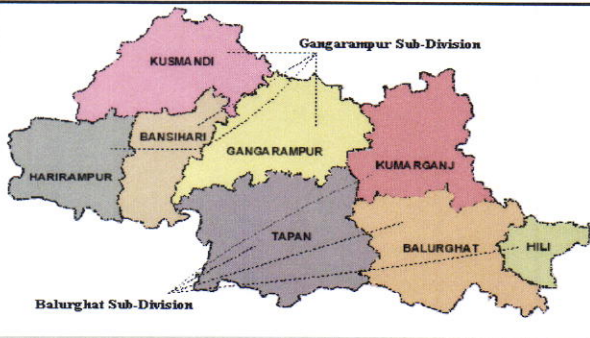 Gangarampur Sub-Division
KUSMANDI
BANSIHARI
GANGARAMPUR
KUMARGANJ
HARIRAMPUR
TAPAN
BALURGHAT
HILI
Balurghat Sub-Division